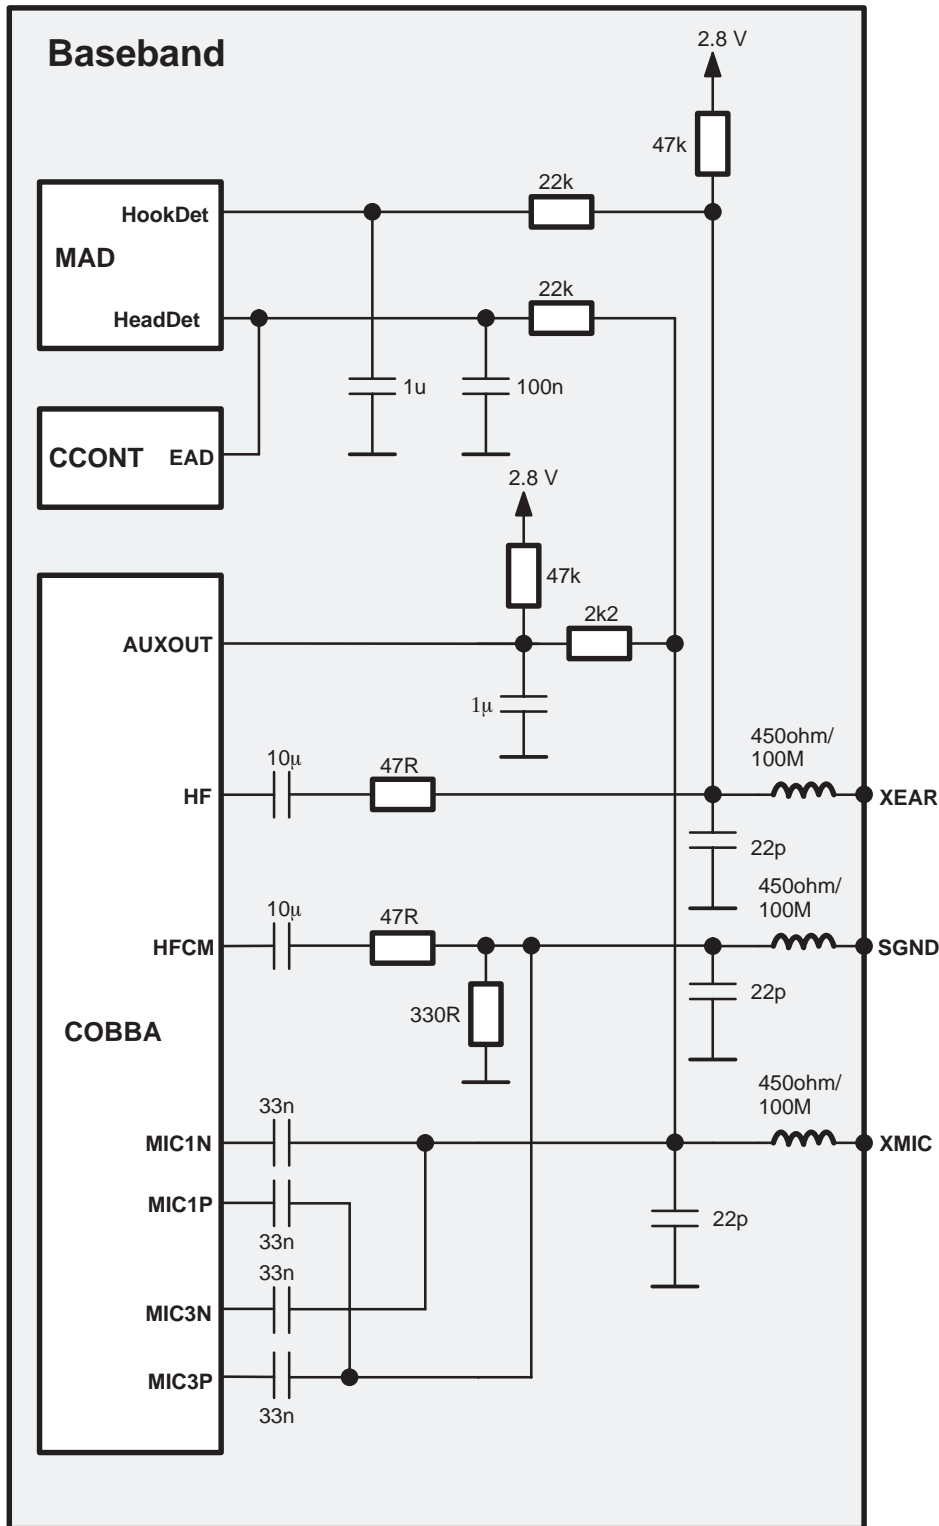 Baseband
2.8 V
47k
22k
HookDet
MAD
22k
HeadDet
1u
100n
CCONT
EAD
2.8 V
47k
2k2
AUXOUT
1µ
450ohm/
100M
10µ
47R
HF
XEAR
22p
450ohm/
100M
10µ
47R
HFCM
SGND
22p
330R
COBBA
450ohm/
100M
33n
MIC1N
XMIC
MIC1P
22p
33n
33n
MIC3N
MIC3P
33n